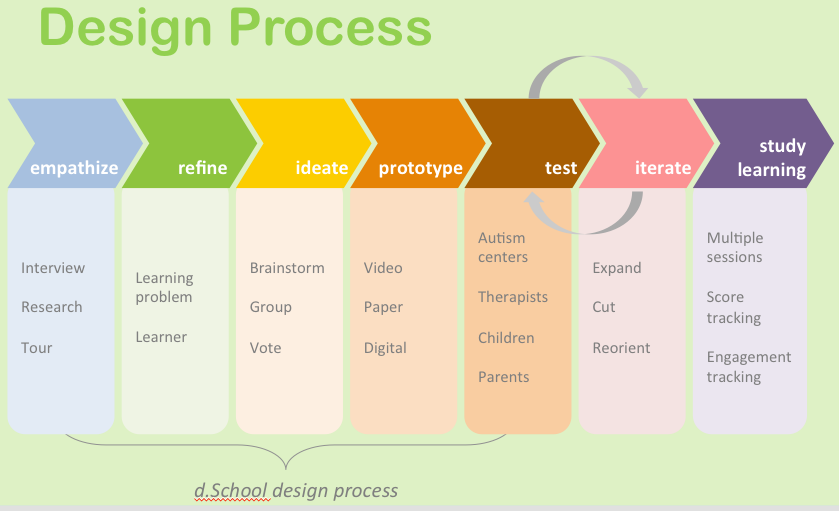 Design Process
empathize
refine
ideate
prototype
test
iterate
study
learning
Interview
Research
Tour
Learning
problem
Learner
Brainstorm
Group
Vote
Video
Paper
Digital
Autism
centers
Therapists
Children
Parents
Expand
Cut
Reorient
Multiple
sessions
Score
tracking
Engagement
tracking
d.School design process